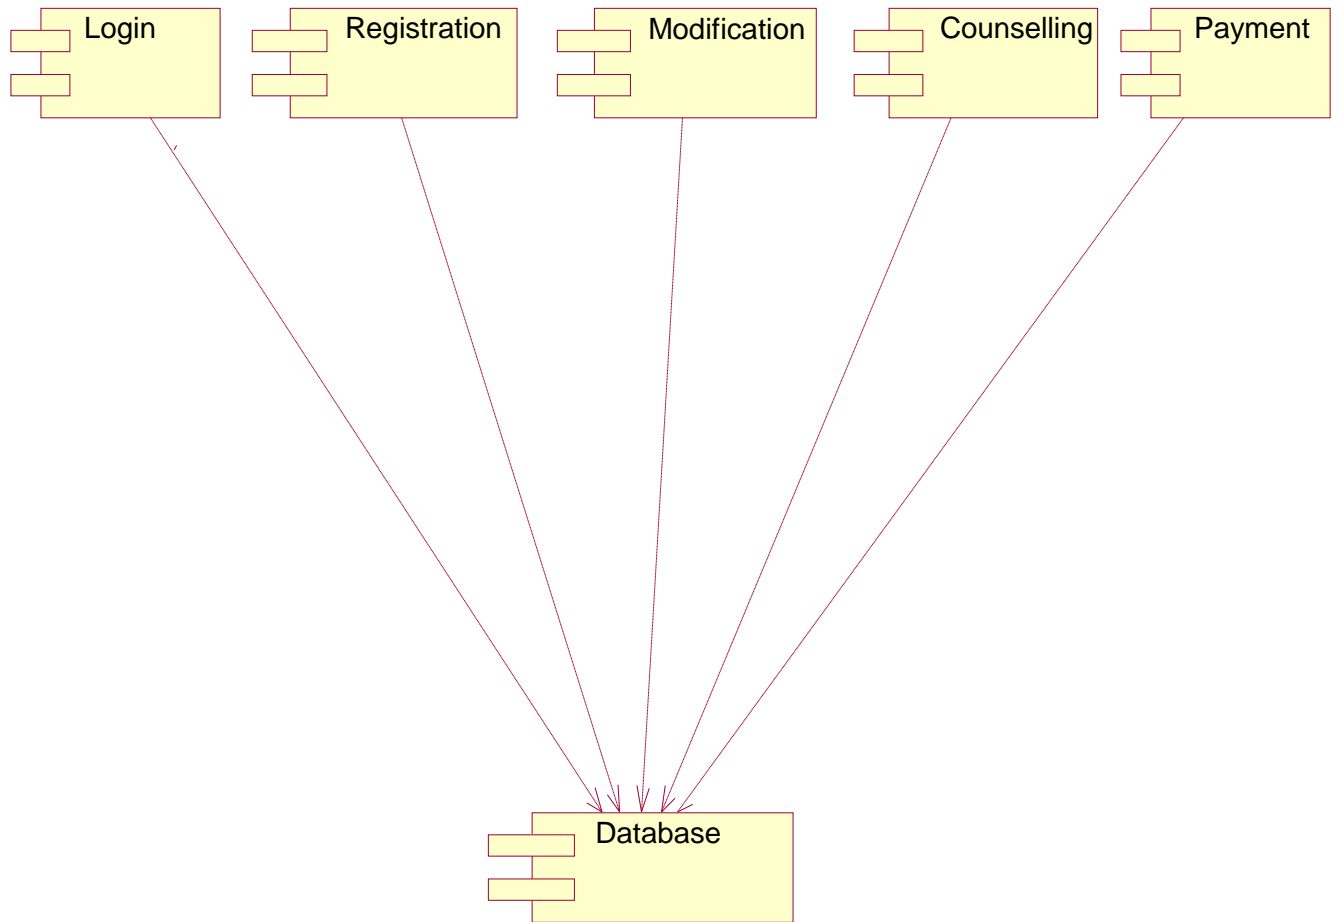 Login
Registration
Modification
Counselling
Payment
Database